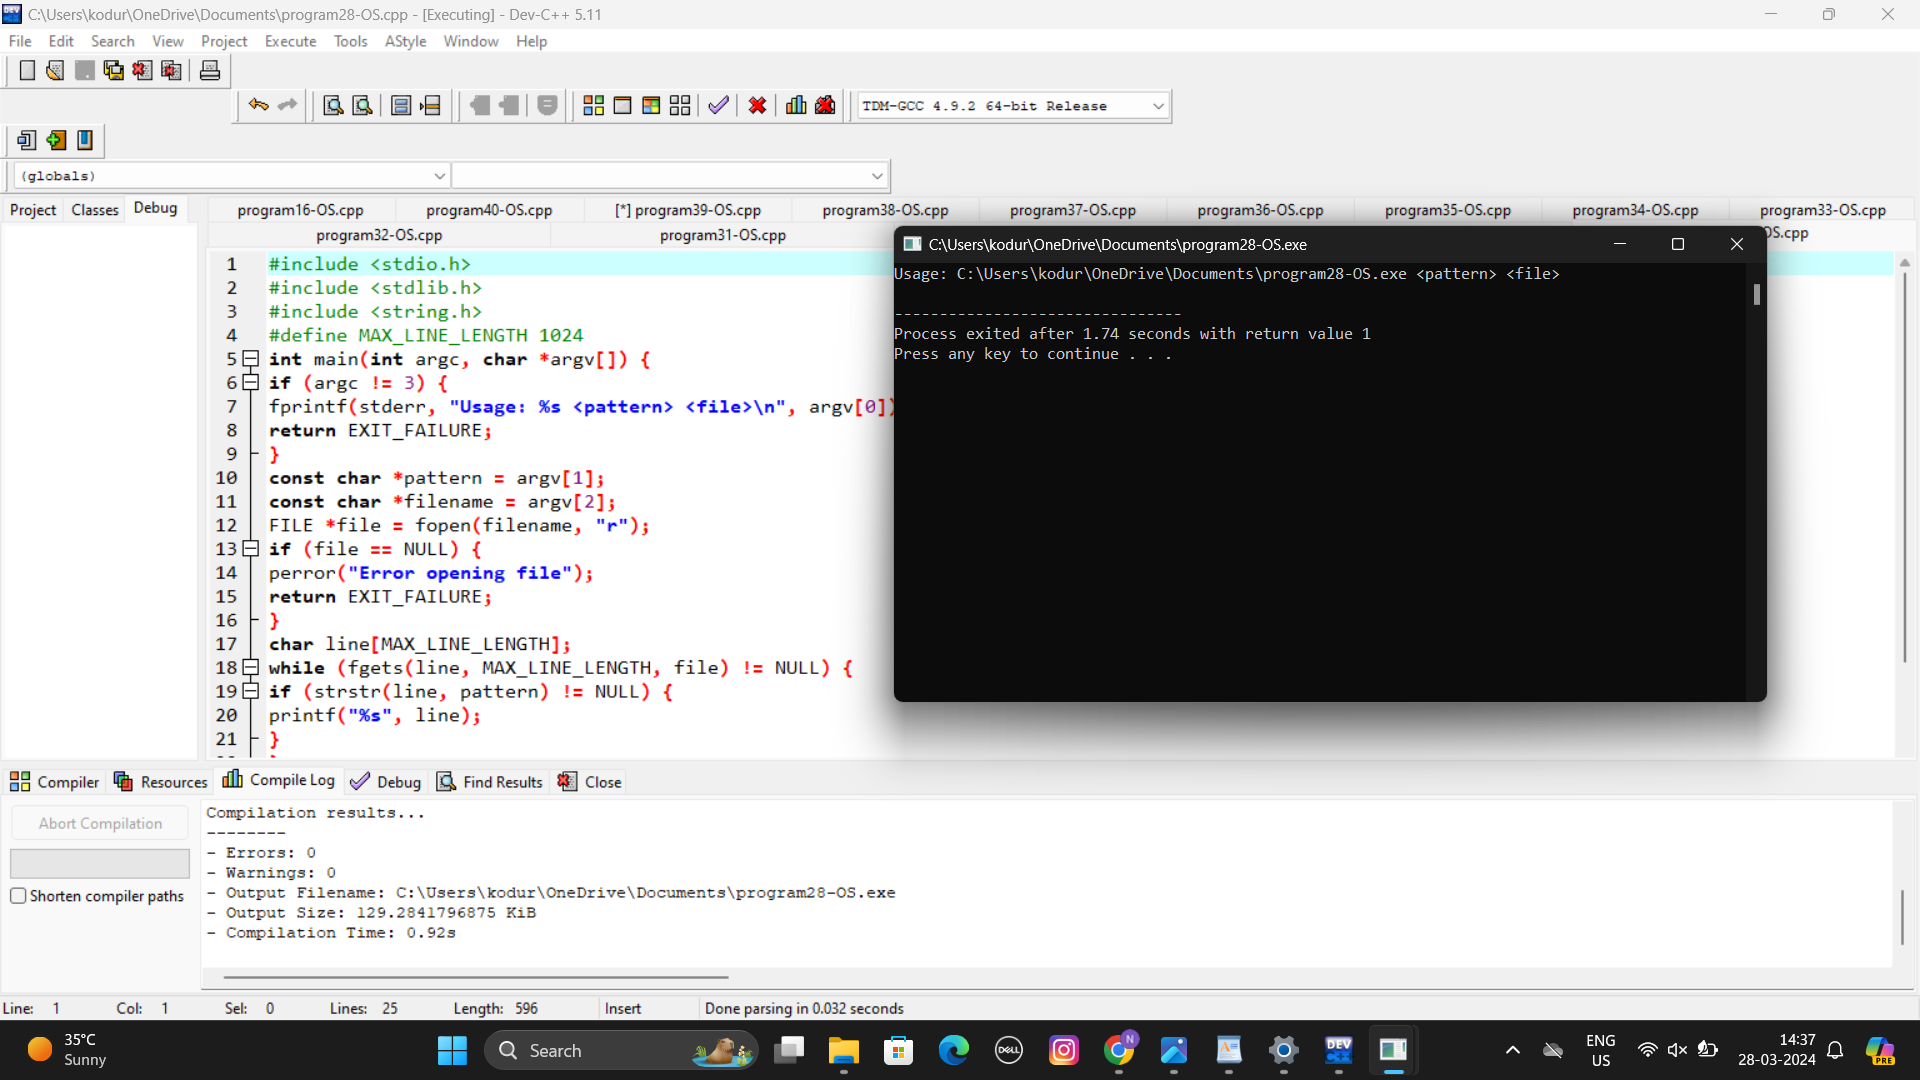 C:\Users\kodur\OneDrive\Documents\program28-OS.cpp - [Executing] - Dev-C++ 5.11
File Edit Search View Project Execute Tools AStyle Window Help
TDM-GCC 4.9.2 64-bit Release
(globals)
Project Classes Debug
program16-OS.cpp program40-OS.cpp [*] program39-OS.cpp program38-OS.cpp program37-OS.cpp program36-OS.cpp program35-OS.cpp program34-OS.cpp program33-OS.cpp
program32-OS.cpp program31-OS.cpp OS.cpp
1 #include <stdio.h>
2 #include <stdlib.h>
3 #include <string.h>
4 #define MAX_LINE_LENGTH 1024
5 int main(int argc, char *argv[]) {
6 if (argc != 3) {
7 fprintf(stderr, "Usage: %s <pattern> <file>\n", argv[0])
8 return EXIT_FAILURE;
9 }
10 const char *pattern = argv[1];
11 const char *filename = argv[2];
12 FILE *file = fopen(filename, "r");
13 if (file == NULL) {
14 perror("Error opening file");
15 return EXIT_FAILURE;
16 }
17 char line[MAX_LINE_LENGTH];
18 while (fgets(line, MAX_LINE_LENGTH, file) != NULL) {
19 if (strstr(line, pattern) != NULL) {
20 printf("%s", line);
21 }
C:\Users\kodur\OneDrive\Documents\program28-OS.exe
Usage: C:\Users\kodur\OneDrive\Documents\program28-OS.exe <pattern> <file>
--------------------------------
Process exited after 1.74 seconds with return value 1
Press any key to continue . . .
Compiler Resources Compile Log Debug Find Results Close
Abort Compilation
Shorten compiler paths
Compilation results...
--------
- Errors: 0
- Warnings: 0
- Output Filename: C:\Users\kodur\OneDrive\Documents\program28-OS.exe
- Output Size: 129.2841796875 KiB
- Compilation Time: 0.92s
Line: 1 Col: 1 Sel: 0 Lines: 25 Length: 596 Insert Done parsing in 0.032 seconds
35°C
Sunny
Search
DELL
N
DEV
ENG
US
14:37
28-03-2024
PRE